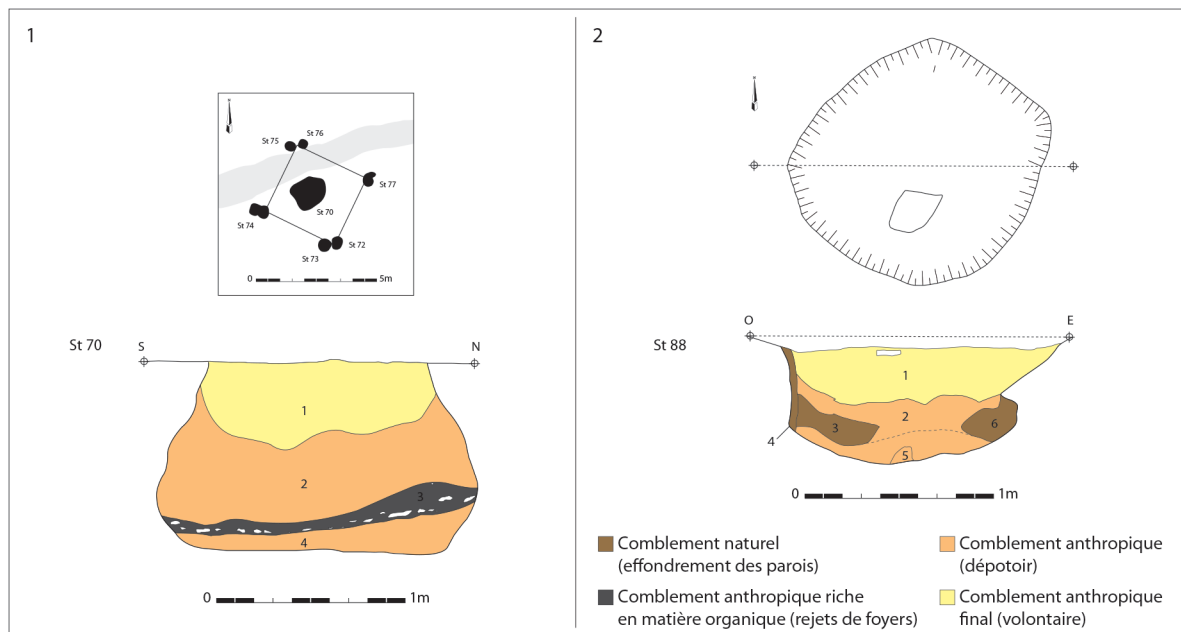 1
St 75
St 76
St 77
St 70
St 74
St 73
St 72
0
5m
St 70
S
N
1
2
3
4
0
1m
2
St 88
O
E
1
2
3
4
5
6
0
1m
Comblement naturel
(effondrement des parois)
Comblement anthropique riche
en matière organique (rejets de foyers)
Comblement anthropique
(dépotoir)
Comblement anthropique
final (volontaire)